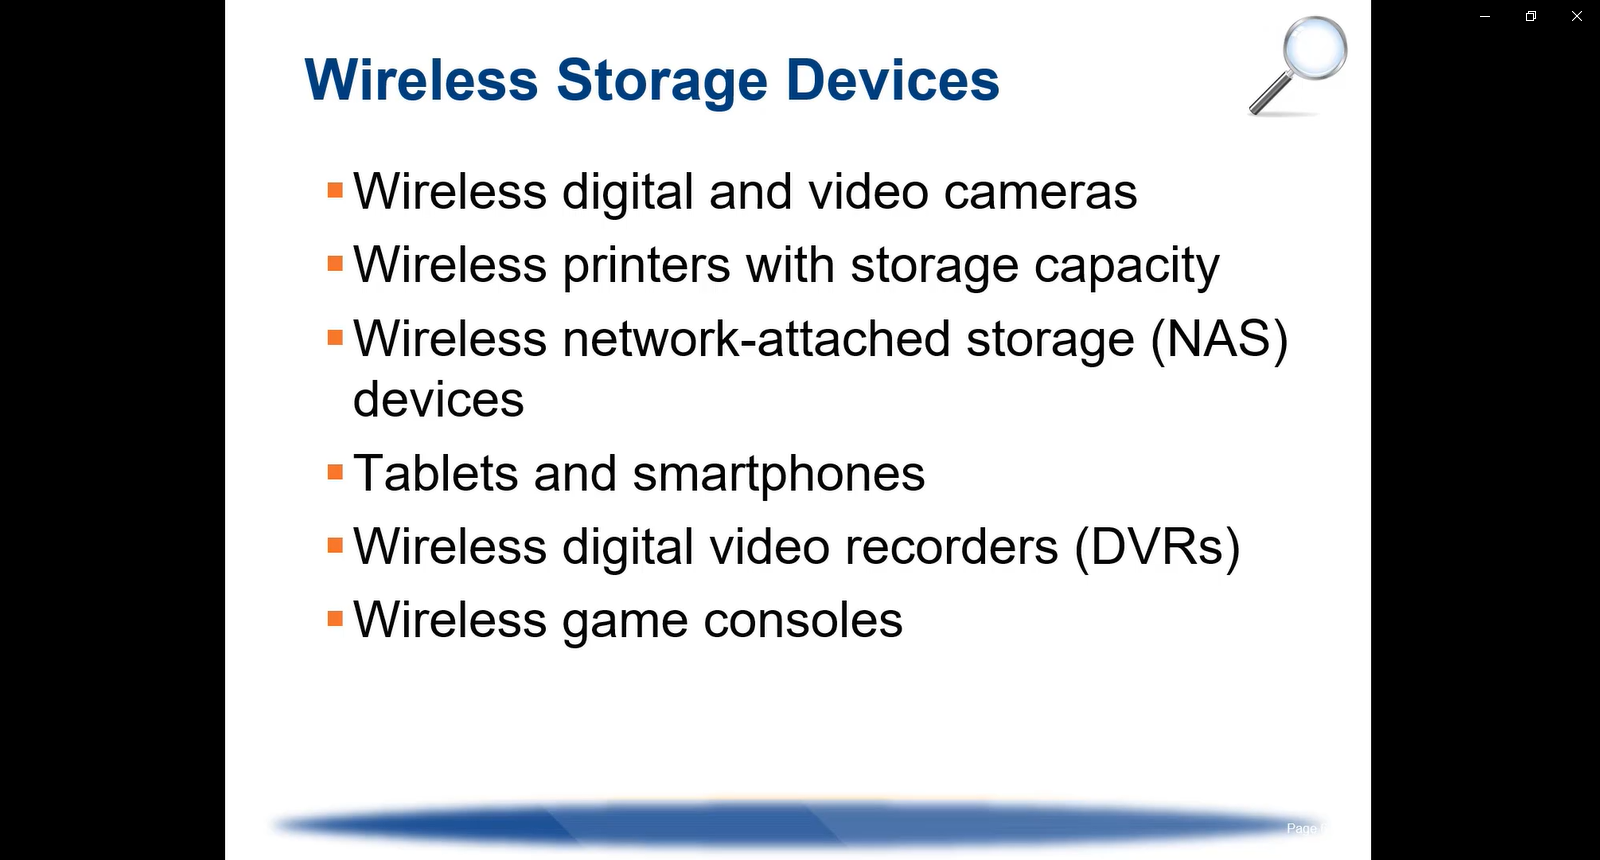 Wireless Storage Devices
Wireless digital and video cameras
Wireless printers with storage capacity
Wireless network-attached storage (NAS)
devices
Tablets and smartphones
Wireless digital video recorders (DVRs)
Wireless game consoles
Page